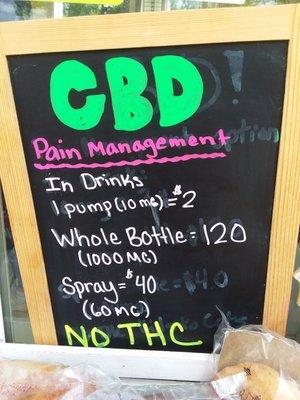 CBD
Pain Management
In Drinks
1 pump (10 mg) = $2
Whole Bottle = 120
(1000 MG)
Spray = $40
(60 MG)
NO THC